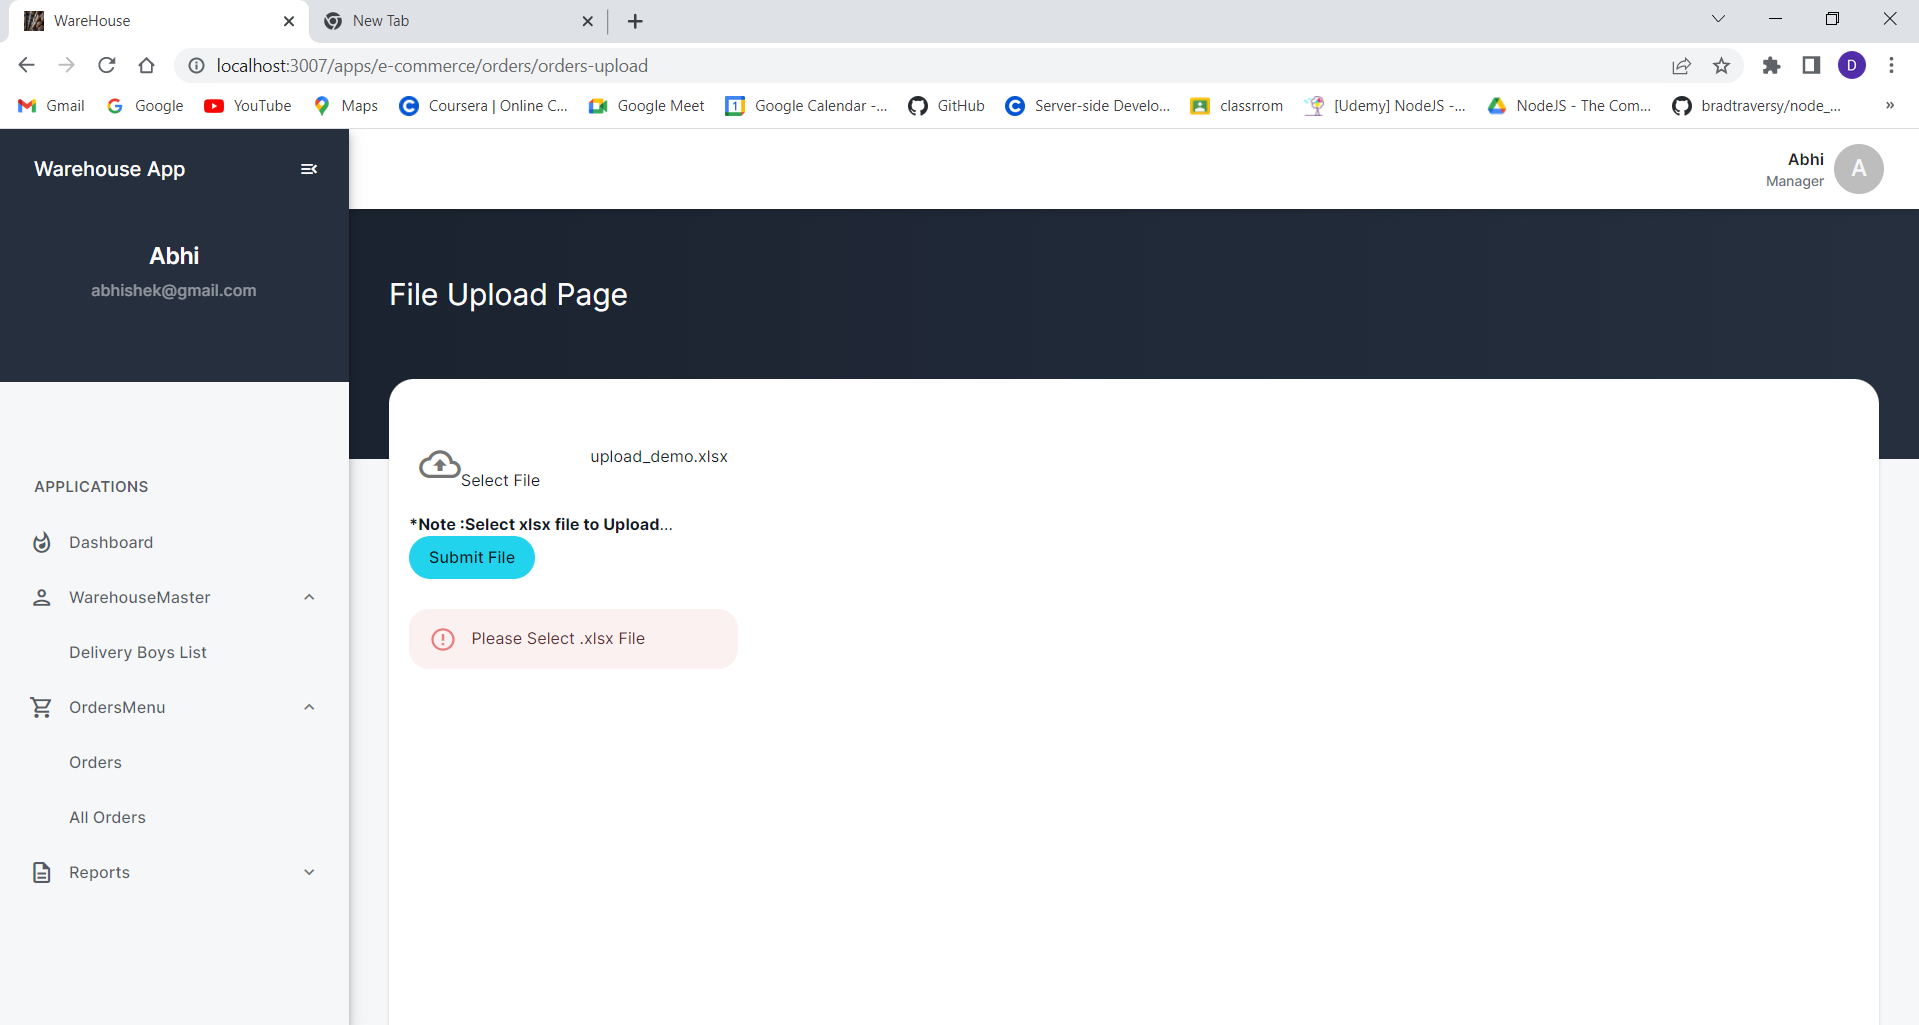 WareHouse
New Tab
localhost:3007/apps/e-commerce/orders/orders-upload
D
Gmail
Google
YouTube
Maps
Coursera | Online C...
Google Meet
1
Google Calendar -...
GitHub
Server-side Develo...
classrrom
[Udemy] NodeJS -...
NodeJS - The Com...
bradtraversy/node_...
»
Warehouse App
Abhi
Manager
A
Abhi
abhishek@gmail.com
File Upload Page
upload_demo.xlsx
Select File
*Note :Select xlsx file to Upload...
Submit File
Please Select .xlsx File
APPLICATIONS
Dashboard
WarehouseMaster
Delivery Boys List
OrdersMenu
Orders
All Orders
Reports